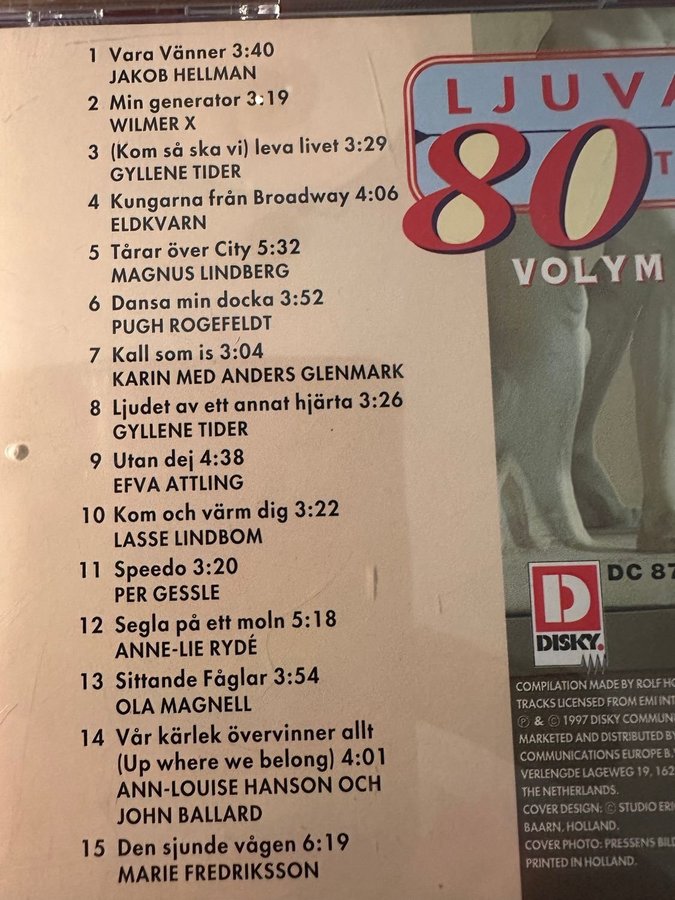 1 Vara Vänner 3:40
JAKOB HELLMAN
2 Min generator 3:19
WILMER X
3 (Kom så ska vi) leva livet 3:29
GYLLENE TIDER
4 Kungarna från Broadway 4:06
ELDKVARN
5 Tårar över City 5:32
MAGNUS LINDBERG
6 Dansa min docka 3:52
PUGH ROGEFELDT
7 Kall som is 3:04
KARIN MED ANDERS GLENMARK
8 Ljudet av ett annat hjärta 3:26
GYLLENE TIDER
9 Utan dej 4:38
EFVA ATTLING
10 Kom och värm dig 3:22
LASSE LINDBOM
11 Speedo 3:20
PER GESSLE
12 Segla på ett moln 5:18
ANNE-LIE RYDÉ
13 Sittande Fåglar 3:54
OLA MAGNELL
14 Vår kärlek övervinner allt
(Up where we belong) 4:01
ANN-LOUISE HANSON OCH
JOHN BALLARD
15 Den sjunde vågen 6:19
MARIE FREDRIKSSON
LJUVA
80 T
VOLYM
D
DISKY.
DC 87
COMPILATION MADE BY ROLF
TRACKS LICENSED FROM EMI
℗ & © 1997 DISKY
MARKETED AND DISTRIBUTED BY
COMMUNICATIONS EUROPE B.V
VERLENGDE LAGEWEG 19, 162
THE NETHERLANDS.
COVER DESIGN: © STUDIO
BAARN, HOLLAND.
COVER PHOTO: PRESSENS
PRINTED IN HOLLAND.